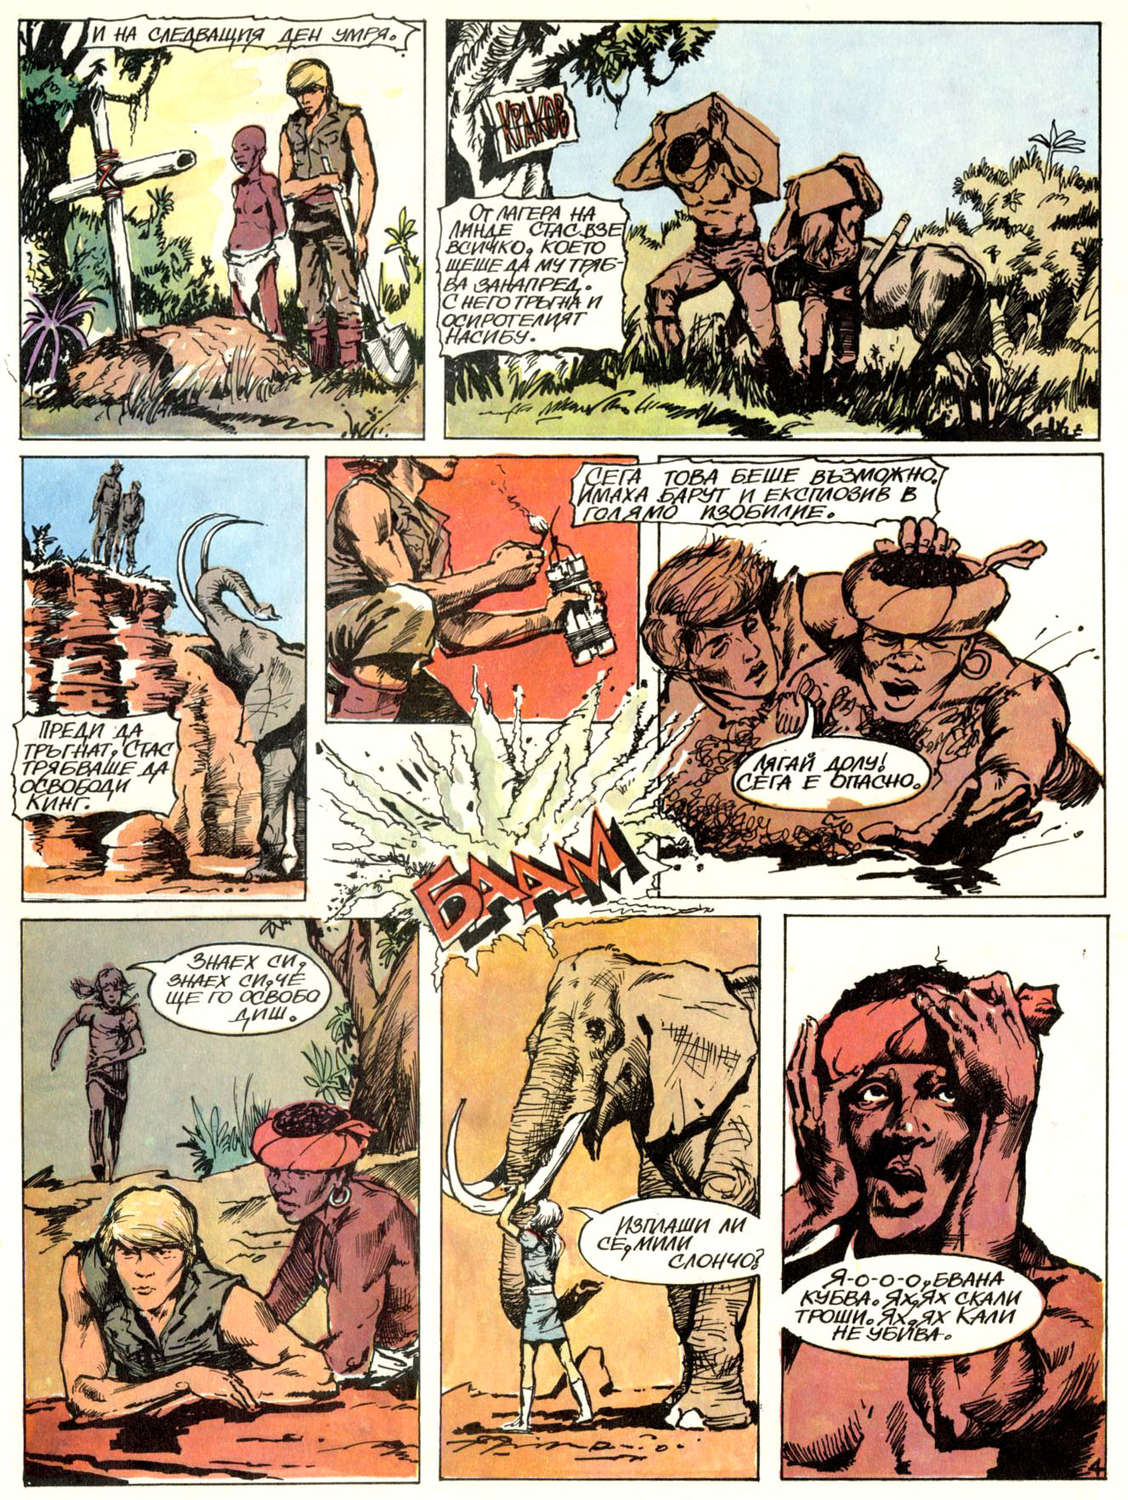 И НА СЛЕДВАЩИЯ ДЕН УМРЯ.
КРАКОВ
ОТ ЛАГЕРА НА
ЛИНДЕ СТАС ВЗЕ
ВСИЧКО, КОЕТО
ЩЕШЕ ДА МУ ТРЯБ-
ВА ЗАНАПРЕД.
С НЕГО ТРЪГНА И
ОСИРОТЕЛИЯТ
НАСИБУ.
ПРЕДИ ДА
ТРЪГНАТ, СТАС
ТРЯБВАШЕ ДА
ОСВОБОДИ
КИНГ.
СЕГА ТОВА БЕШЕ ВЪЗМОЖНО.
ИМАХА БАРУТ И ЕКСПЛОЗИВ В
ГОЛЯМО ИЗОБИЛИЕ.
ЛЯГАЙ ДОЛУ!
СЕГА Е ОПАСНО.
БААМ
ЗНАЕХ СИ,
ЗНАЕХ СИ, ЧЕ
ЩЕ ГО ОСВОБО
ДИШ.
ИЗПЛАШИ ЛИ
СЕ, МИЛИ
СЛОНЧО?
Я-О-О-О, БВАНА
КУБВА. ЯХ, ЯХ СКАЛИ
ТРОШИ. ЯХ, ЯХ КАЛИ
НЕ УБИВА.
4